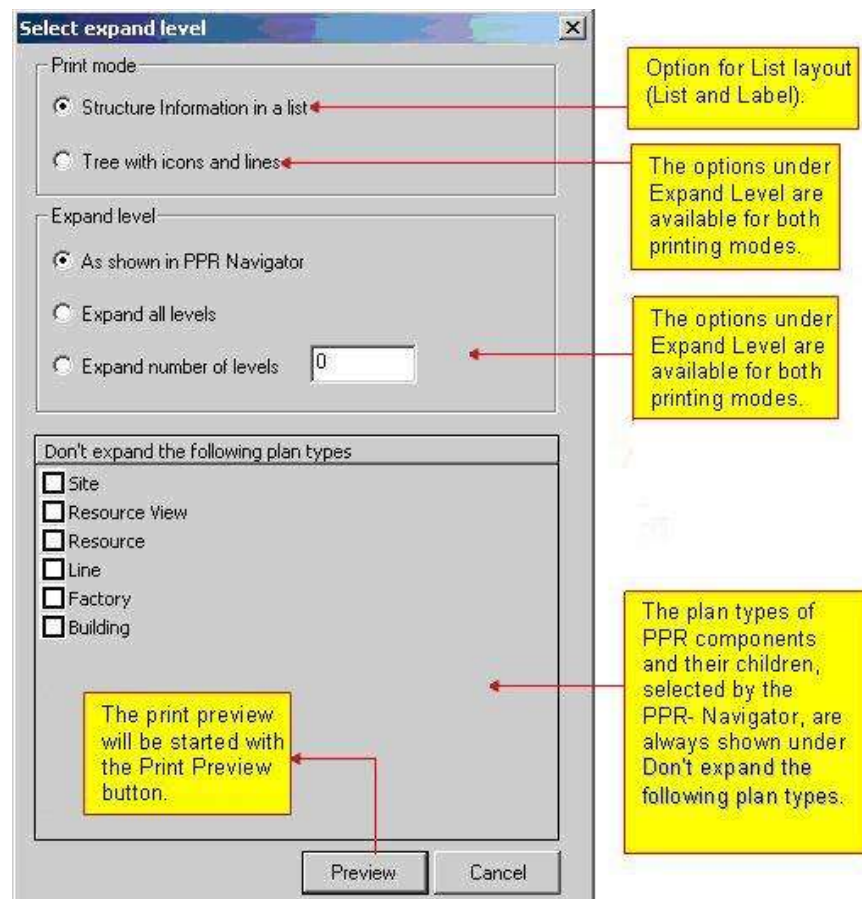 Select expand level
Print mode
Structure Information in a list
Tree with icons and lines
Expand level
As shown in PPR Navigator
Expand all levels
Expand number of levels 0
Don't expand the following plan types
Site
Resource View
Resource
Line
Factory
Building
The print preview
will be started with
the Print Preview
button.
Preview
Cancel
Option for List layout
(List and Label).
The options under
Expand Level are
available for both
printing modes.
The options under
Expand Level are
available for both
printing modes.
The plan types of
PPR components
and their children,
selected by the
PPR- Navigator, are
always shown under
Don't expand the
following plan types.